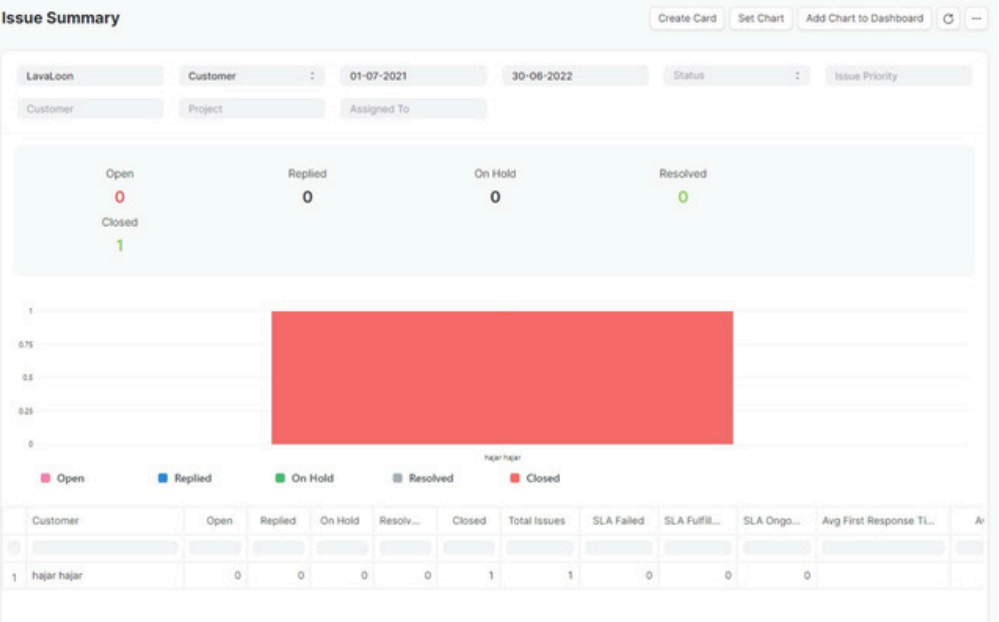 Issue Summary
Create Card Set Chart Add Chart to Dashboard
LavaLoon Customer 01-07-2021 30-06-2022 Status Issue Priority
Customer Project Assigned To
Open Replied On Hold Resolved
0 0 0 0
Closed
1
1
0.75
0.5
0.25
0
hajar hajar
Open Replied On Hold Resolved Closed
Customer Open Replied On Hold Resolv... Closed Total Issues SLA Failed SLA Fulfill... SLA Ongo... Avg First Response Ti... Av
1 hajar hajar 0 0 0 0 1 1 0 0 0